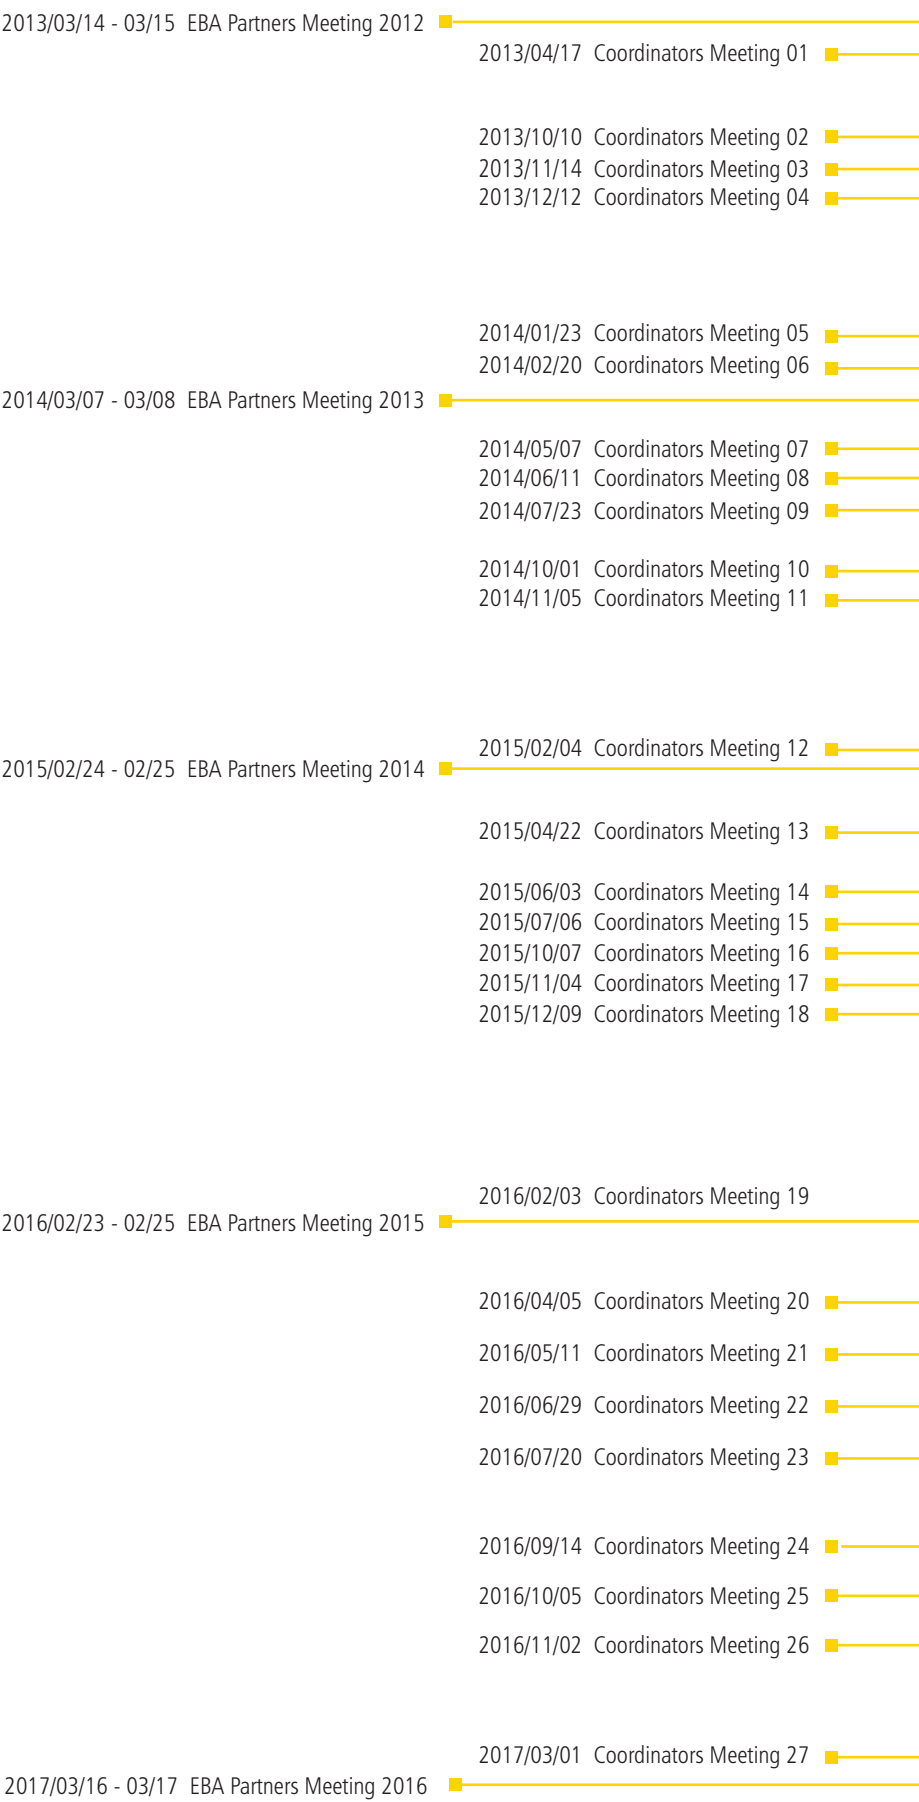 2013/03/14 - 03/15 EBA Partners Meeting 2012
2013/04/17 Coordinators Meeting 01
2013/10/10 Coordinators Meeting 02
2013/11/14 Coordinators Meeting 03
2013/12/12 Coordinators Meeting 04
2014/01/23 Coordinators Meeting 05
2014/02/20 Coordinators Meeting 06
2014/03/07 - 03/08 EBA Partners Meeting 2013
2014/05/07 Coordinators Meeting 07
2014/06/11 Coordinators Meeting 08
2014/07/23 Coordinators Meeting 09
2014/10/01 Coordinators Meeting 10
2014/11/05 Coordinators Meeting 11
2015/02/04 Coordinators Meeting 12
2015/02/24 - 02/25 EBA Partners Meeting 2014
2015/04/22 Coordinators Meeting 13
2015/06/03 Coordinators Meeting 14
2015/07/06 Coordinators Meeting 15
2015/10/07 Coordinators Meeting 16
2015/11/04 Coordinators Meeting 17
2015/12/09 Coordinators Meeting 18
2016/02/03 Coordinators Meeting 19
2016/02/23 - 02/25 EBA Partners Meeting 2015
2016/04/05 Coordinators Meeting 20
2016/05/11 Coordinators Meeting 21
2016/06/29 Coordinators Meeting 22
2016/07/20 Coordinators Meeting 23
2016/09/14 Coordinators Meeting 24
2016/10/05 Coordinators Meeting 25
2016/11/02 Coordinators Meeting 26
2017/03/01 Coordinators Meeting 27
2017/03/16 - 03/17 EBA Partners Meeting 2016